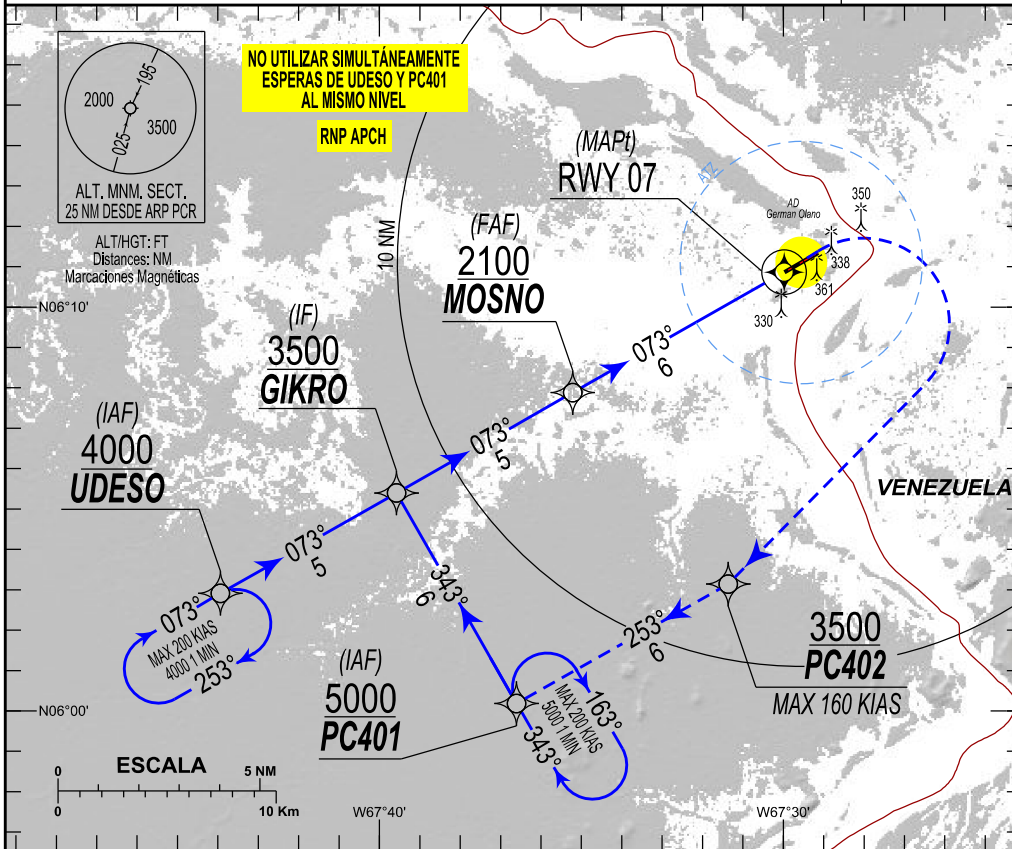 195
2000
3500
025
ALT. MNM. SECT.
25 NM DESDE ARP PCR
ALT/HGT: FT
Distances: NM
Marcaciones Magnéticas
NO UTILIZAR SIMULTÁNEAMENTE
ESPERAS DE UDESO Y PC401
AL MISMO NIVEL
RNP APCH
10 NM
(MAPt)
RWY 07
AD
German Olano
350
338
361
330
(FAF)
2100
MOSNO
(IF)
3500
GIKRO
(IAF)
4000
UDESO
N06°10'
073°
6
073°
5
073°
5
073°
MAX 200 KIAS
4000 1 MIN
253°
343°
6
VENEZUELA
253°
6
3500
PC402
MAX 160 KIAS
(IAF)
5000
PC401
163°
MAX 200 KIAS
5000 1 MIN
343°
N06°00'
ESCALA
0 5 NM
0 10 Km
W67°40'
W67°30'